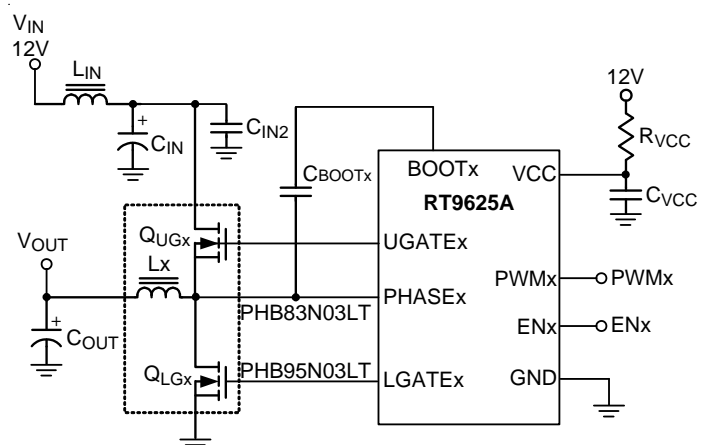 VIN
12V
LIN
CIN
CIN2
CBOOTx
12V
RVCC
CVCC
BOOTx
VCC
RT9625A
QUGx
UGATEx
VOUT
Lx
PHASEx
PHB83N03LT
PWMx
PWMx
ENx
ENx
COUT
QLGx
PHB95N03LT
LGATEx
GND